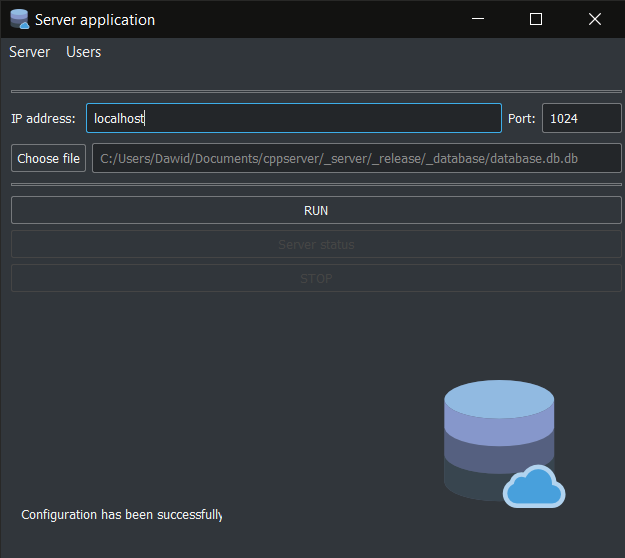 Server application
Server Users
IP address: localhost Port: 1024
Choose file C:/Users/Dawid/Documents/cppserver/_server/_release/_database/database.db.db
RUN
Server status
STOP
Configuration has been successfully